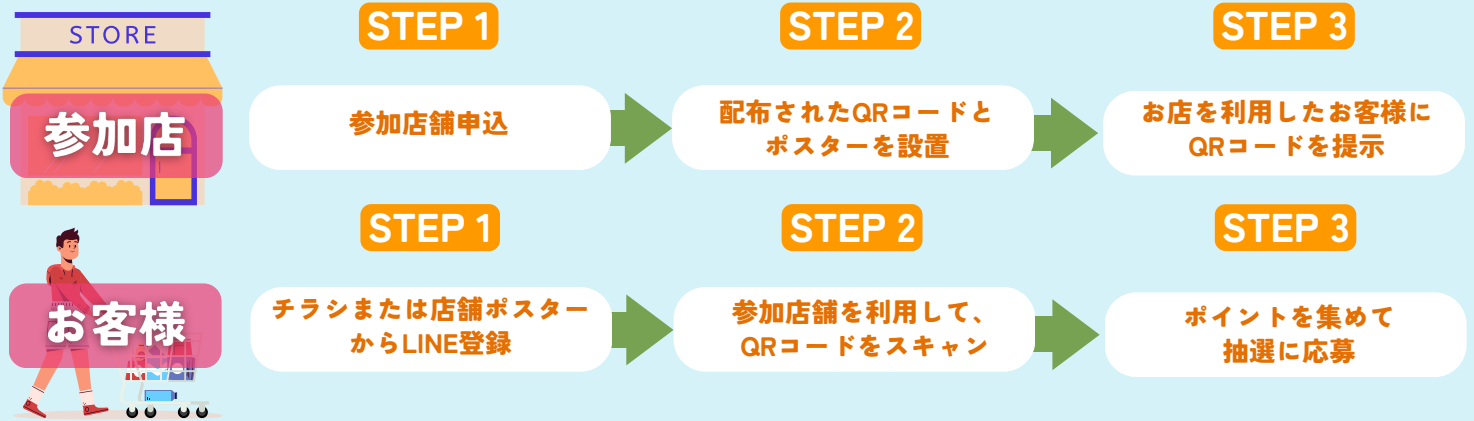 STORE
参加店
STEP 1
STEP 2
STEP 3
参加店舗申込
配布されたQRコードと
ポスターを設置
お店を利用したお客様に
QRコードを提示
お客様
STEP 1
STEP 2
STEP 3
チラシまたは店舗ポスター
からLINE登録
参加店舗を利用して、
QRコードをスキャン
ポイントを集めて
抽選に応募